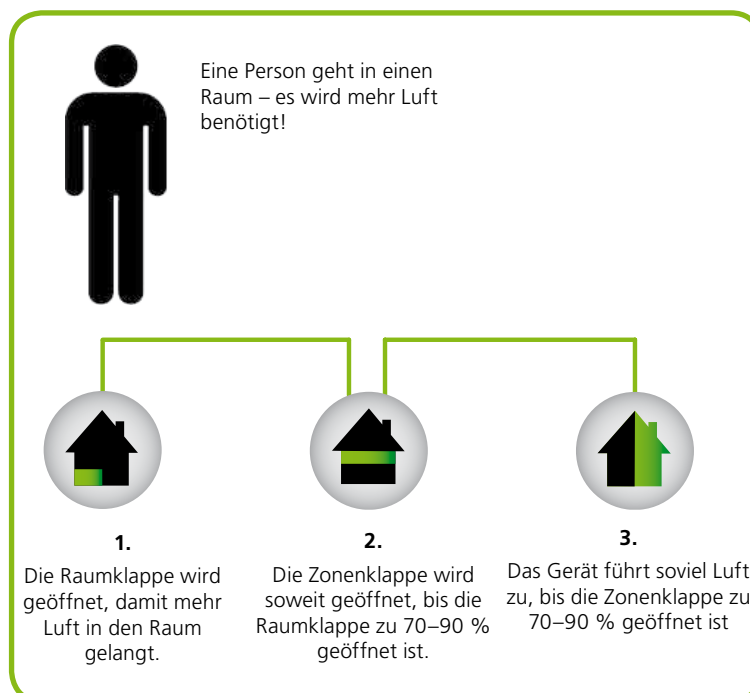 Eine Person geht in einen
Raum – es wird mehr Luft
benötigt!
1.
Die Raumklappe wird
geöffnet, damit mehr
Luft in den Raum
gelangt.
2.
Die Zonenklappe wird
soweit geöffnet, bis die
Raumklappe zu 70–90 %
geöffnet ist.
3.
Das Gerät führt soviel Luft
zu, bis die Zonenklappe zu
70–90 % geöffnet ist